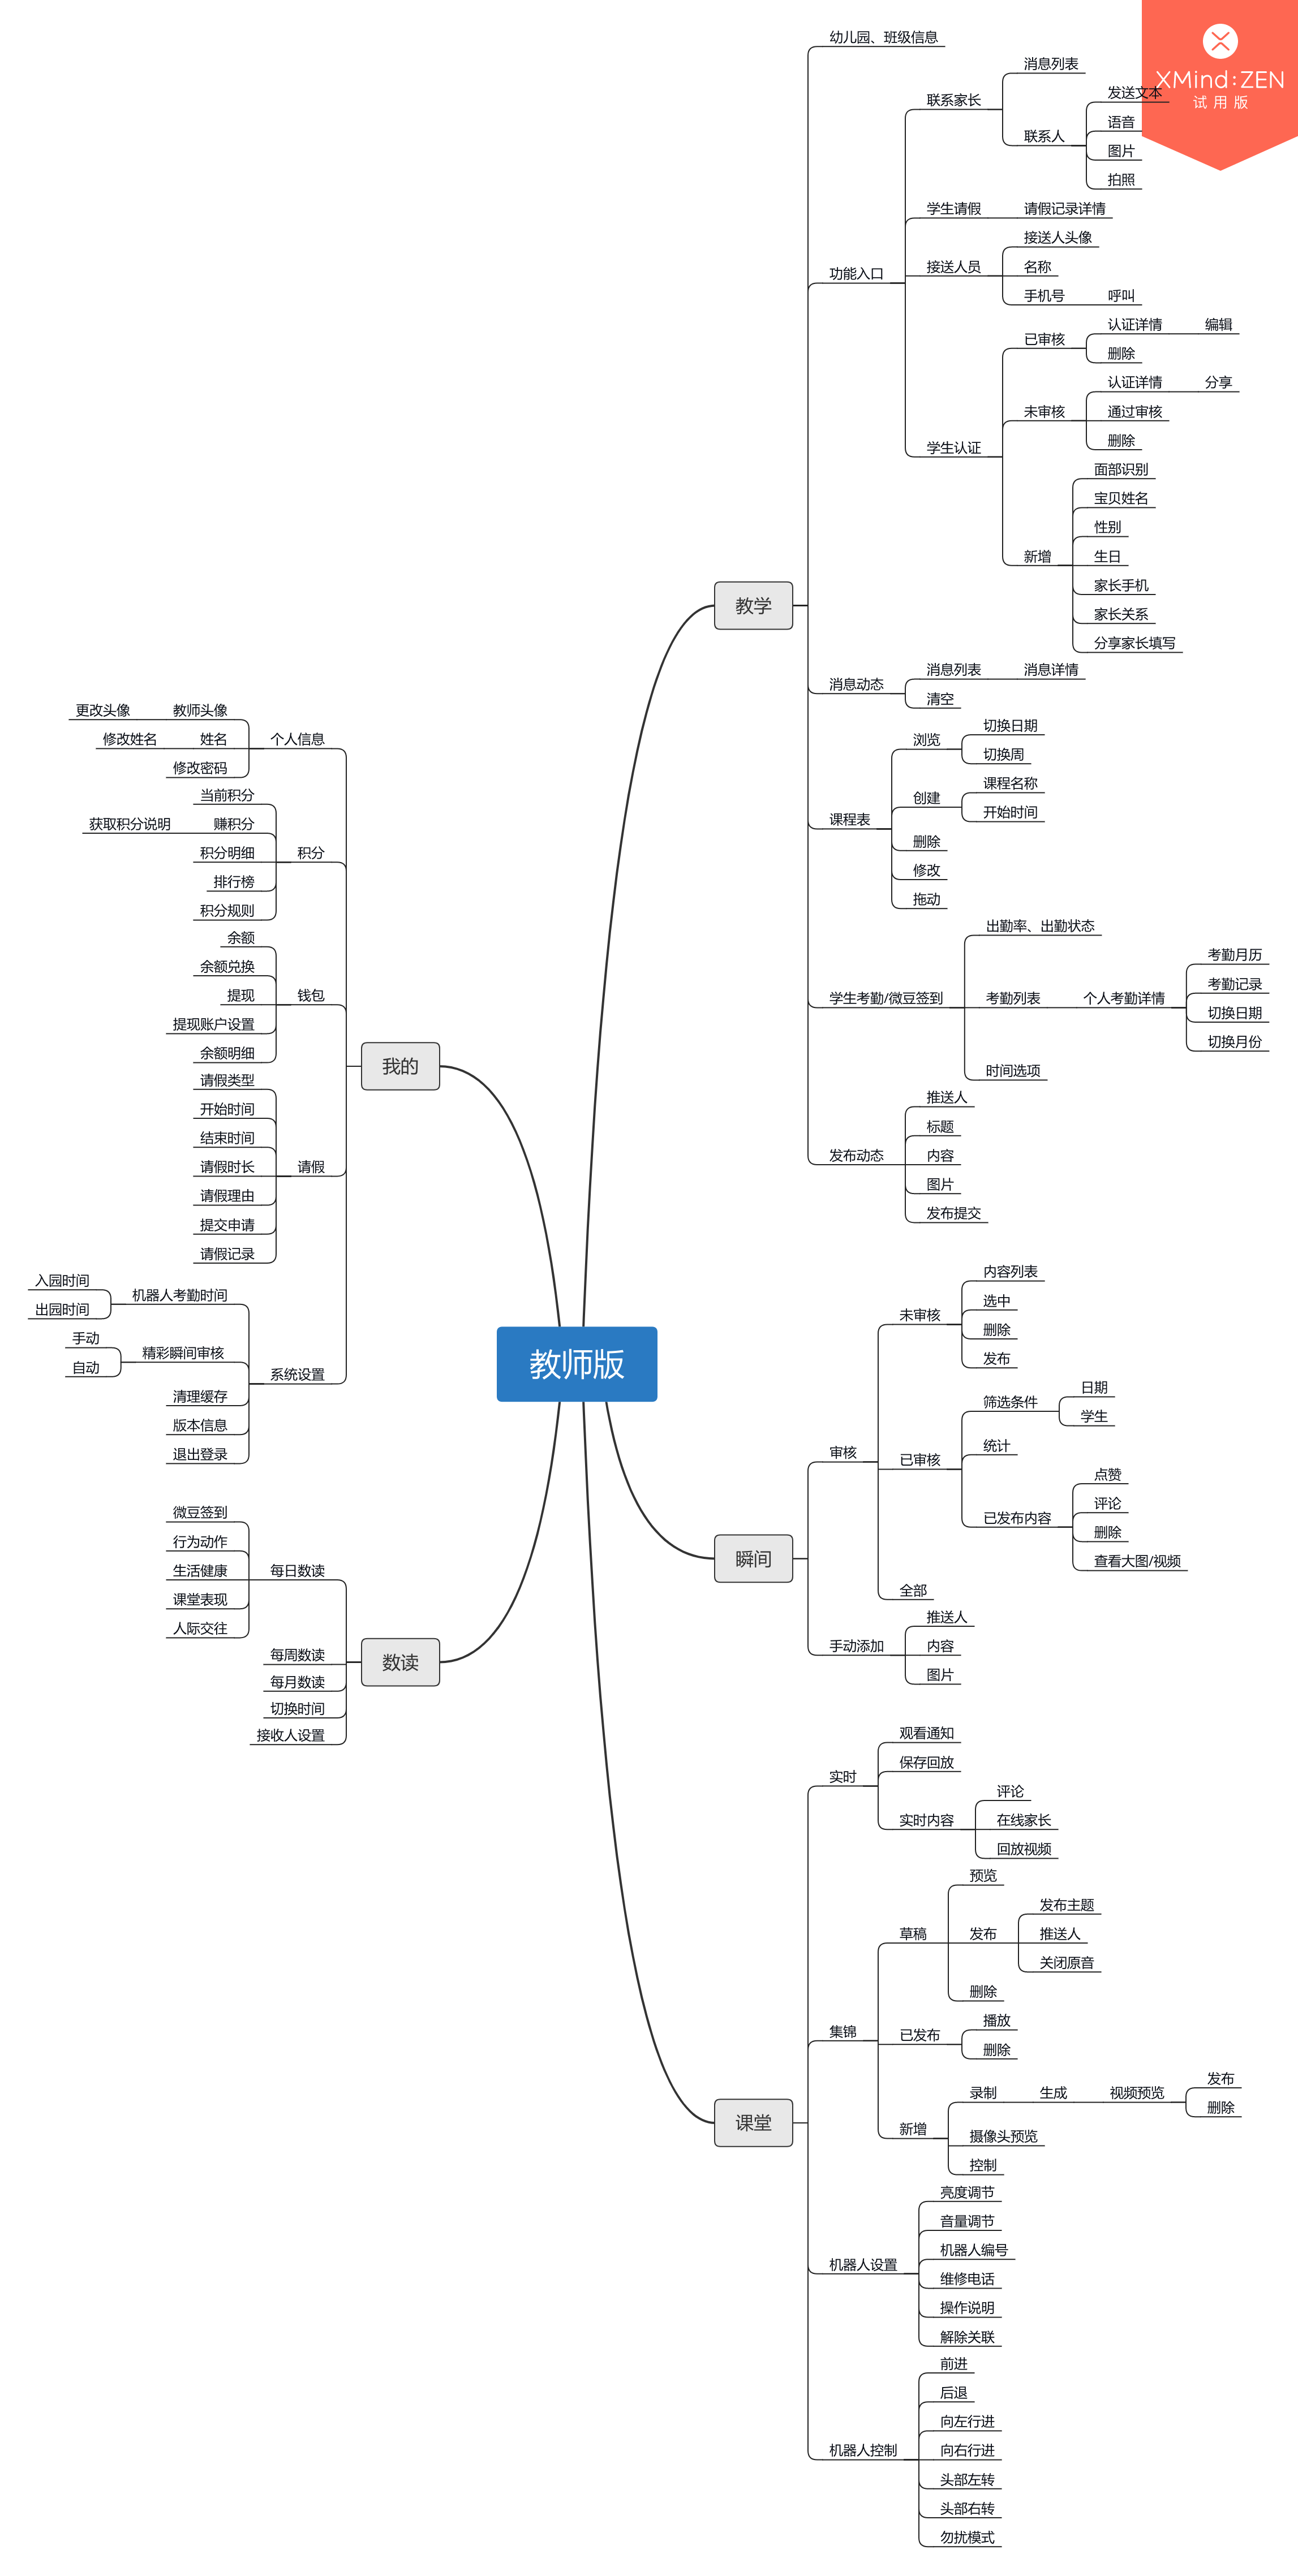 教师版
教学
幼儿园、班级信息
功能入口
联系家长
消息列表
联系人
发送文本
语音
图片
拍照
学生请假
请假记录详情
接送人员
接送人头像
名称
手机号
呼叫
学生认证
已审核
认证详情
编辑
删除
未审核
认证详情
分享
通过审核
删除
新增
面部识别
宝贝姓名
性别
生日
家长手机
家长关系
分享家长填写
消息动态
消息列表
消息详情
清空
课程表
浏览
切换日期
切换周
创建
课程名称
开始时间
删除
修改
拖动
学生考勤/微豆签到
出勤率、出勤状态
考勤列表
个人考勤详情
考勤月历
考勤记录
切换日期
切换月份
时间选项
发布动态
推送人
标题
内容
图片
发布提交
瞬间
审核
未审核
内容列表
选中
删除
发布
已审核
筛选条件
日期
学生
统计
已发布内容
点赞
评论
删除
查看大图/视频
全部
手动添加
推送人
内容
图片
课堂
实时
观看通知
保存回放
实时内容
评论
在线家长
回放视频
集锦
草稿
预览
发布
发布主题
推送人
关闭原音
删除
已发布
播放
删除
新增
录制
生成
视频预览
发布
删除
摄像头预览
控制
机器人设置
亮度调节
音量调节
机器人编号
维修电话
操作说明
解除关联
机器人控制
前进
后退
向左行进
向右行进
头部左转
头部右转
勿扰模式
我的
个人信息
教师头像
更改头像
姓名
修改姓名
修改密码
积分
当前积分
赚积分
获取积分说明
积分明细
排行榜
积分规则
钱包
余额
余额兑换
提现
提现账户设置
余额明细
请假
请假类型
开始时间
结束时间
请假时长
请假理由
提交申请
请假记录
系统设置
机器人考勤时间
入园时间
出园时间
精彩瞬间审核
手动
自动
清理缓存
版本信息
退出登录
数读
每日数读
微豆签到
行为动作
生活健康
课堂表现
人际交往
每周数读
每月数读
切换时间
接收人设置
XMind:ZEN
试用版